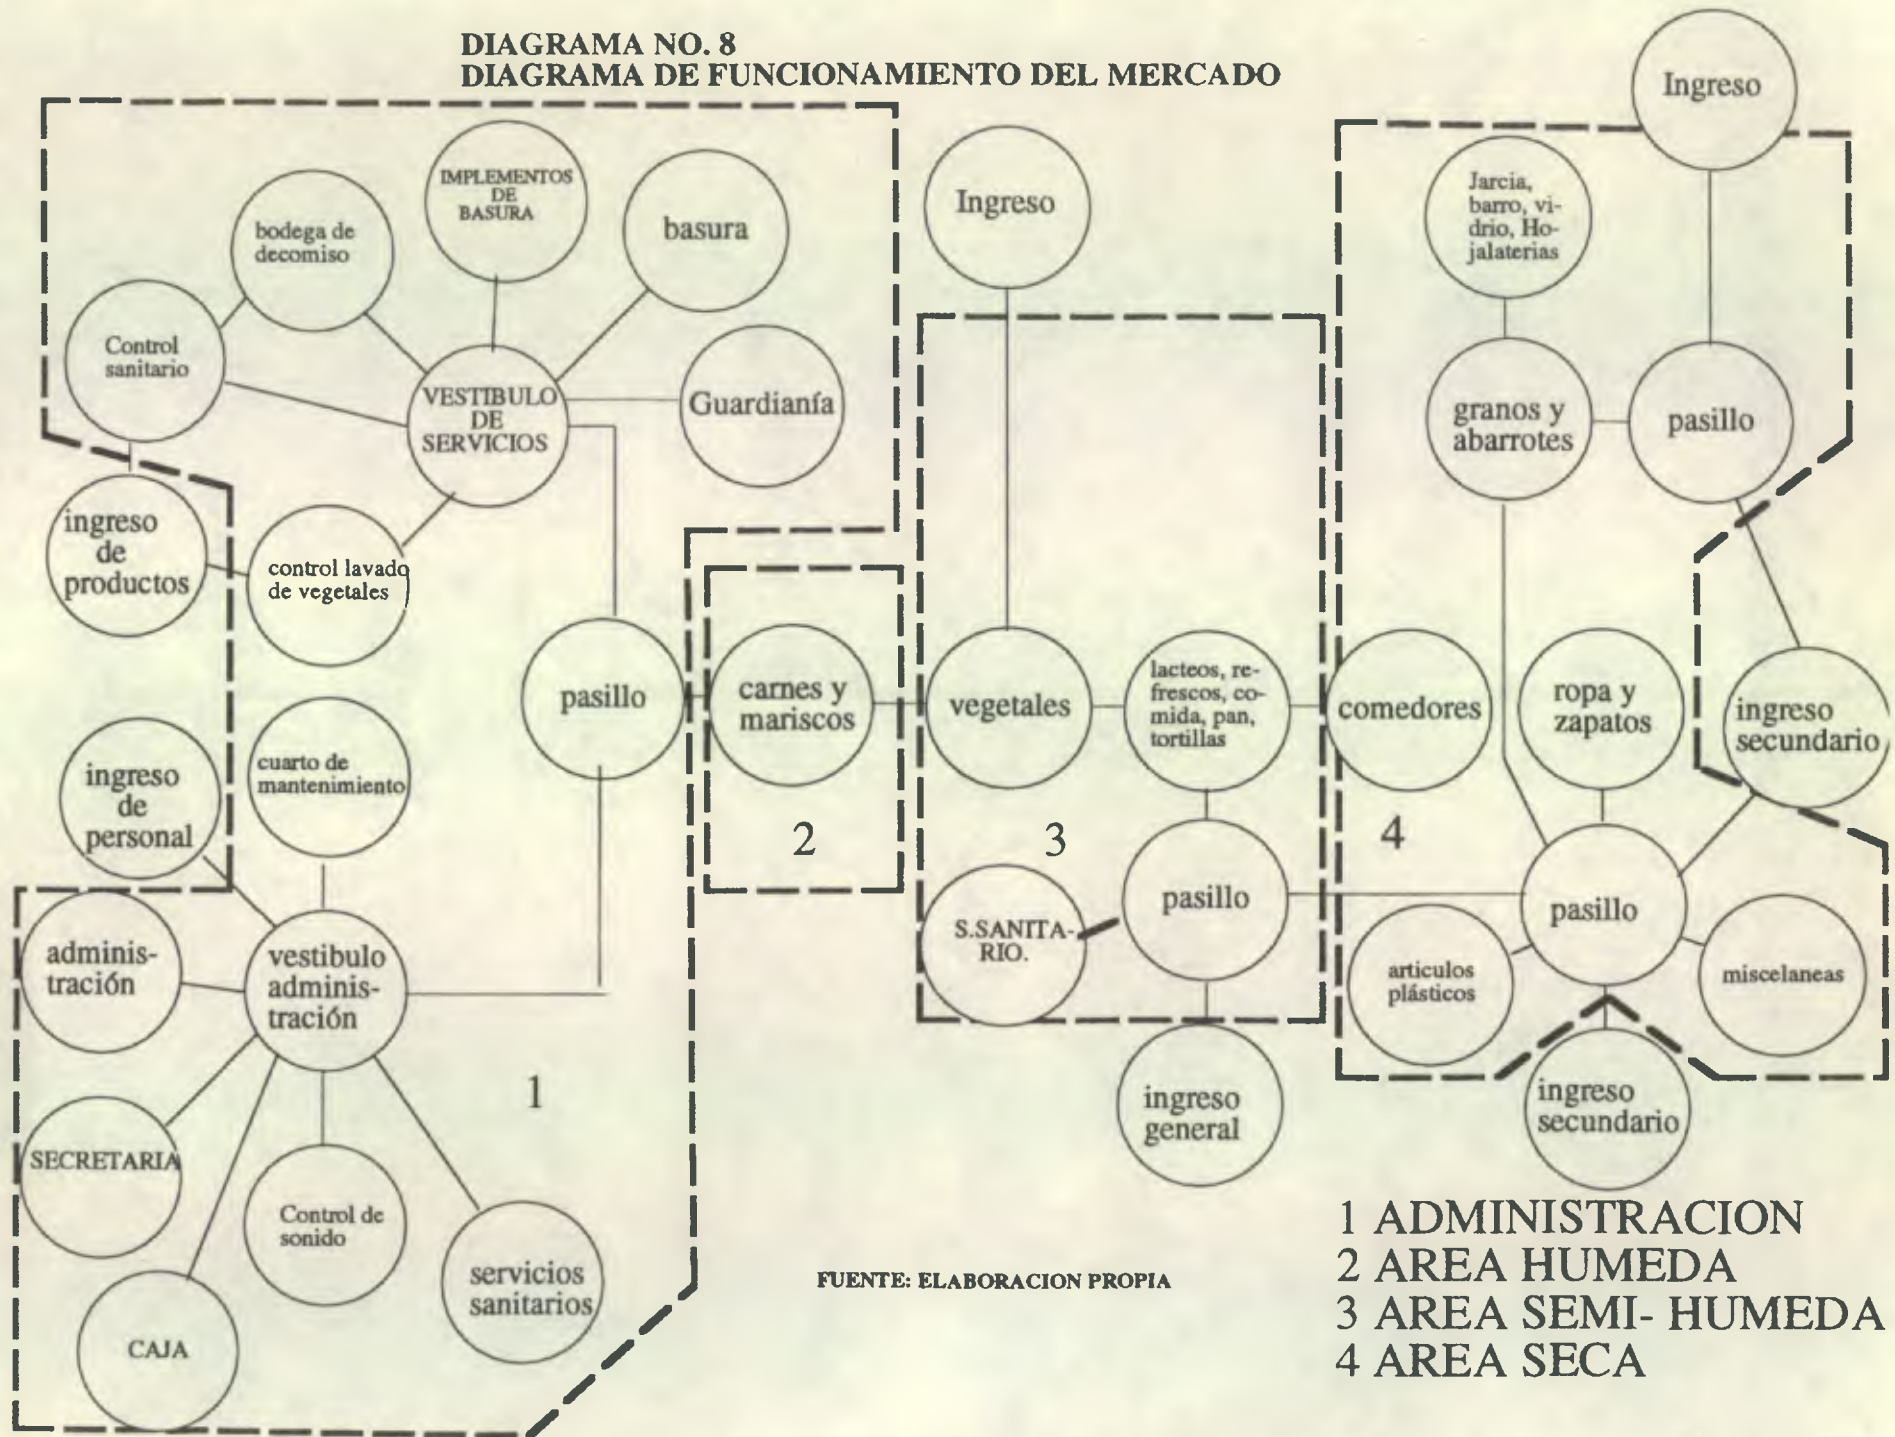 DIAGRAMA NO. 8
DIAGRAMA DE FUNCIONAMIENTO DEL MERCADO
Ingreso
IMPLEMENTOS
DE
BASURA
basura
bodega de
decomiso
Ingreso
Jarcia,
barro, vi-
drio, Ho-
jalaterias
Control
sanitario
VESTIBULO
DE
SERVICIOS
Guardianía
granos y
abarrotes
pasillo
ingreso
de
productos
control lavado
de vegetales
pasillo
carnes y
mariscos
vegetales
lacteos, re-
frescos, co-
mida, pan,
tortillas
comedores
ropa y
zapatos
ingreso
secundario
ingreso
de
personal
cuarto de
mantenimiento
2
3
4
adminis-
tración
vestibulo
adminis-
tración
S.SANITA-
RIO.
pasillo
pasillo
articulos
plásticos
miscelaneas
1
ingreso
general
ingreso
secundario
SECRETARIA
Control de
sonido
servicios
sanitarios
CAJA
FUENTE: ELABORACION PROPIA
1 ADMINISTRACION
2 AREA HUMEDA
3 AREA SEMI- HUMEDA
4 AREA SECA